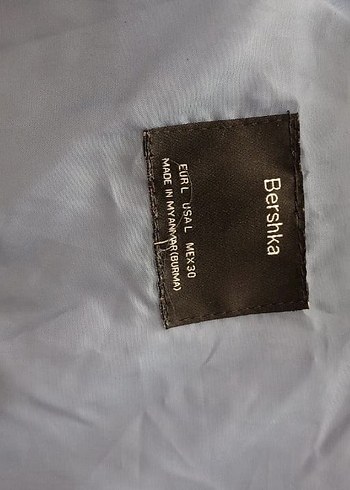 Bershka
EUR L USA L MEX 30
MADE IN MYANMAR (BURMA)